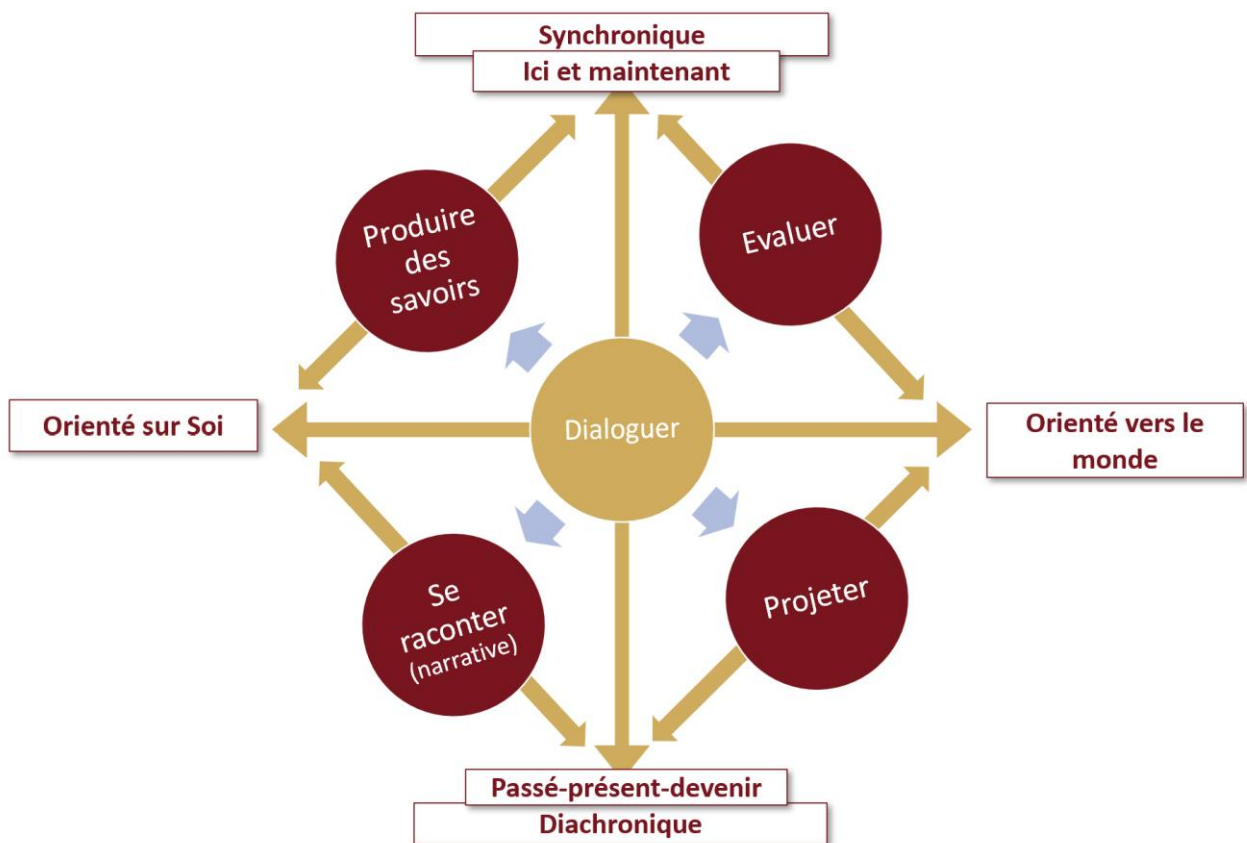 Synchronique
Ici et maintenant
Produire
des
savoirs
Evaluer
Orienté sur Soi
Dialoguer
Orienté vers le
monde
Se
raconter
(narrative)
Projeter
Passé-présent-devenir
Diachronique